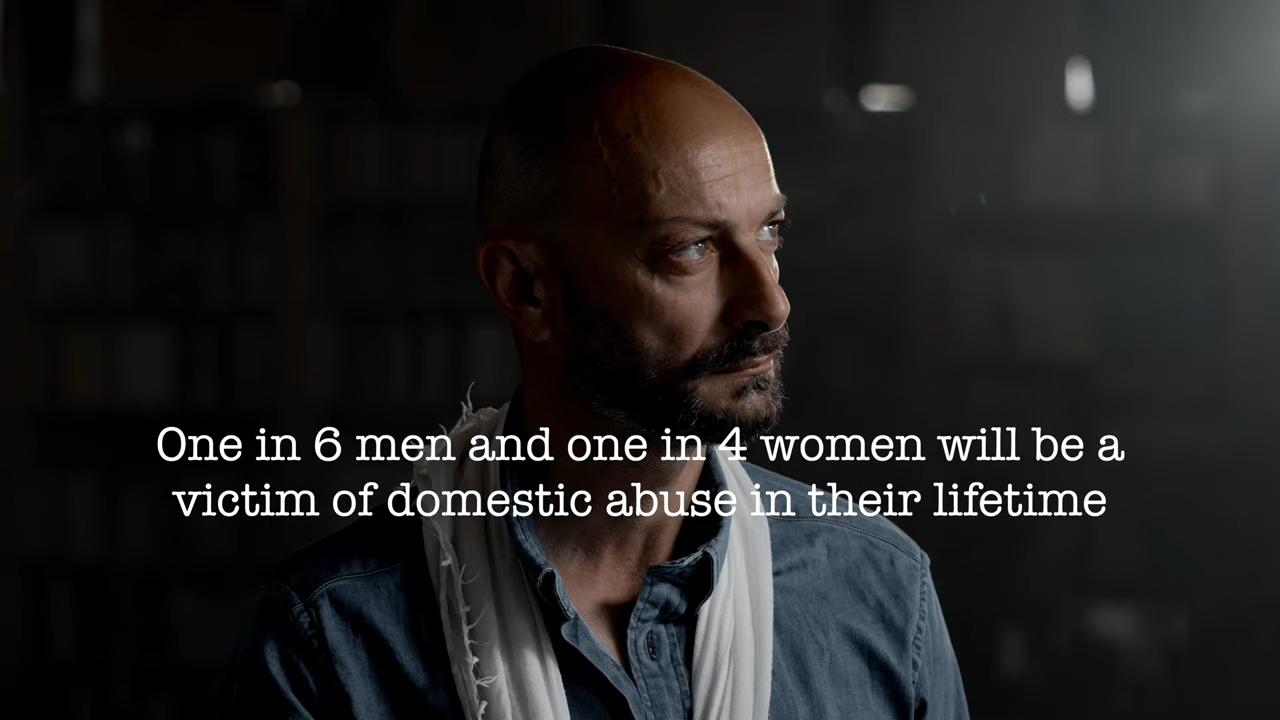 One in 6 men and one in 4 women will be a
victim of domestic abuse in their lifetime